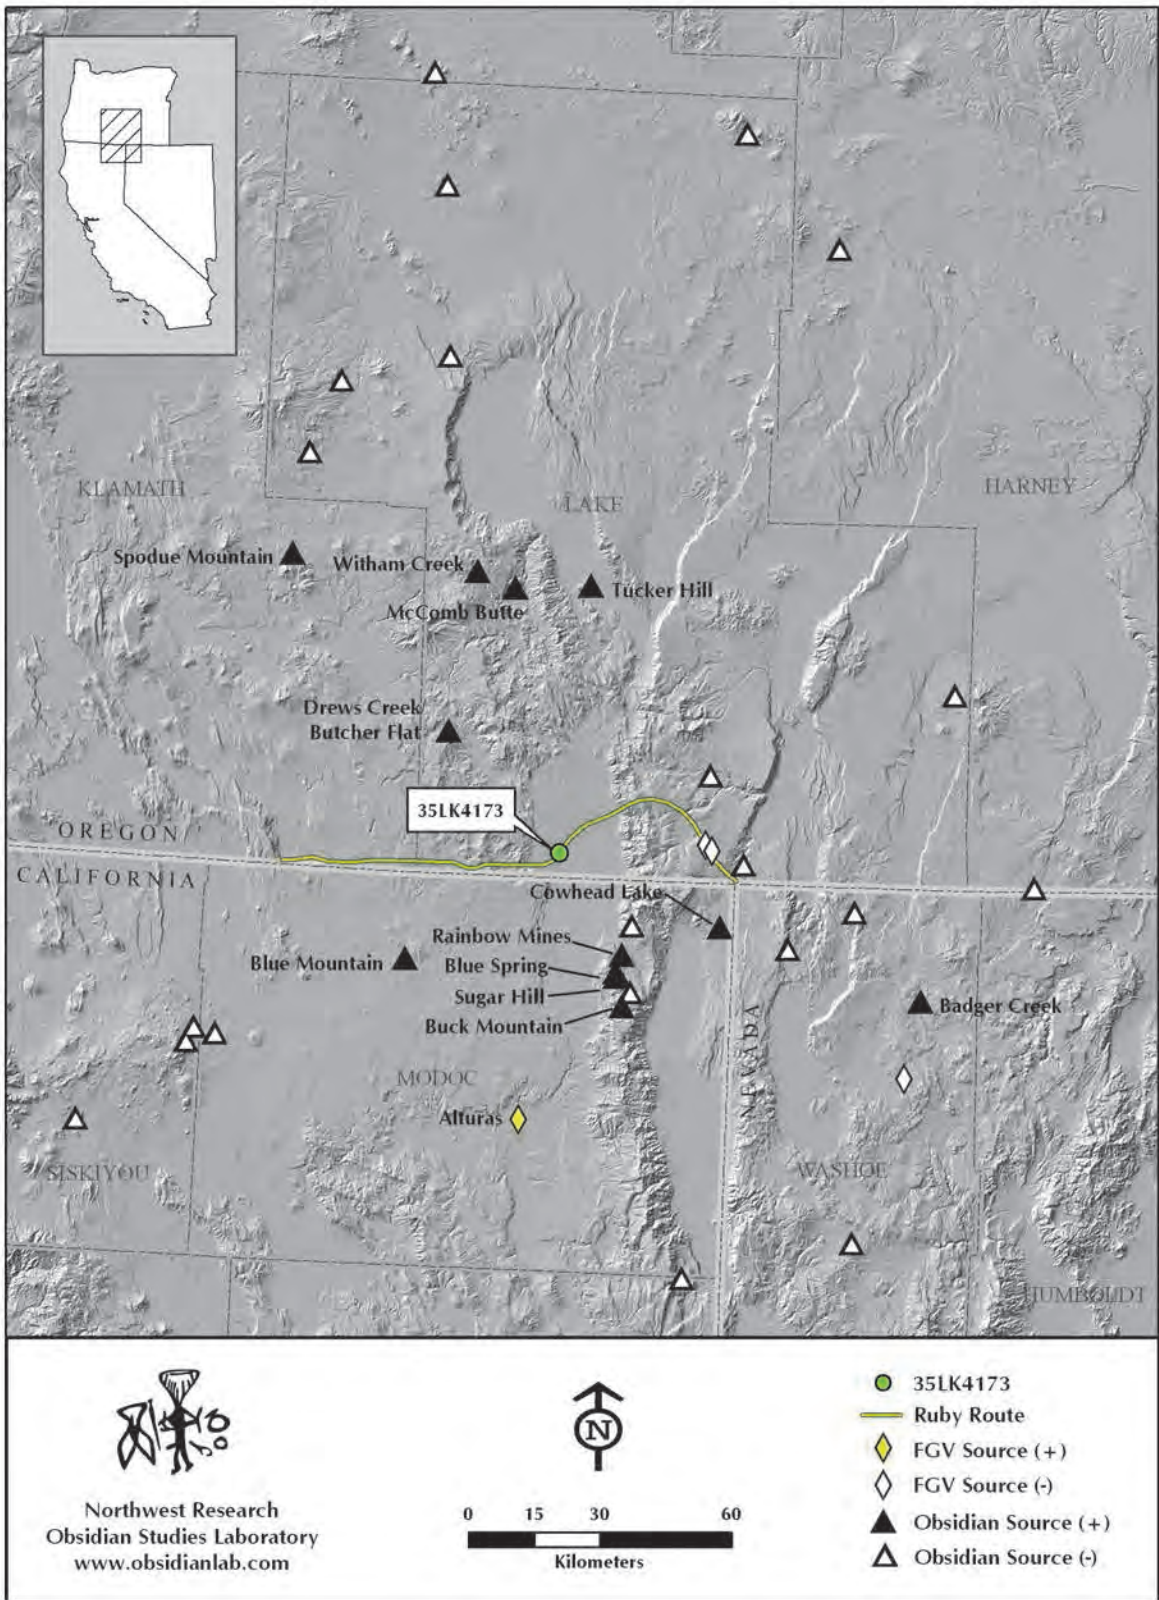 KLAMATH
LAKE
HARNEY
Spodue Mountain
Witham Creek
McComb Butte
Tucker Hill
Drews Creek
Butcher Flat
35LK4173
OREGON
CALIFORNIA
Cowhead Lake
Rainbow Mines
Blue Spring
Sugar Hill
Buck Mountain
Blue Mountain
NEVADA
Badger Creek
MODOC
Alturas
SISKIYOU
WASHOE
HUMBOLDT
Northwest Research
Obsidian Studies Laboratory
www.obsidianlab.com
N
0 15 30 60
Kilometers
35LK4173
Ruby Route
FGV Source (+)
FGV Source (-)
Obsidian Source (+)
Obsidian Source (-)